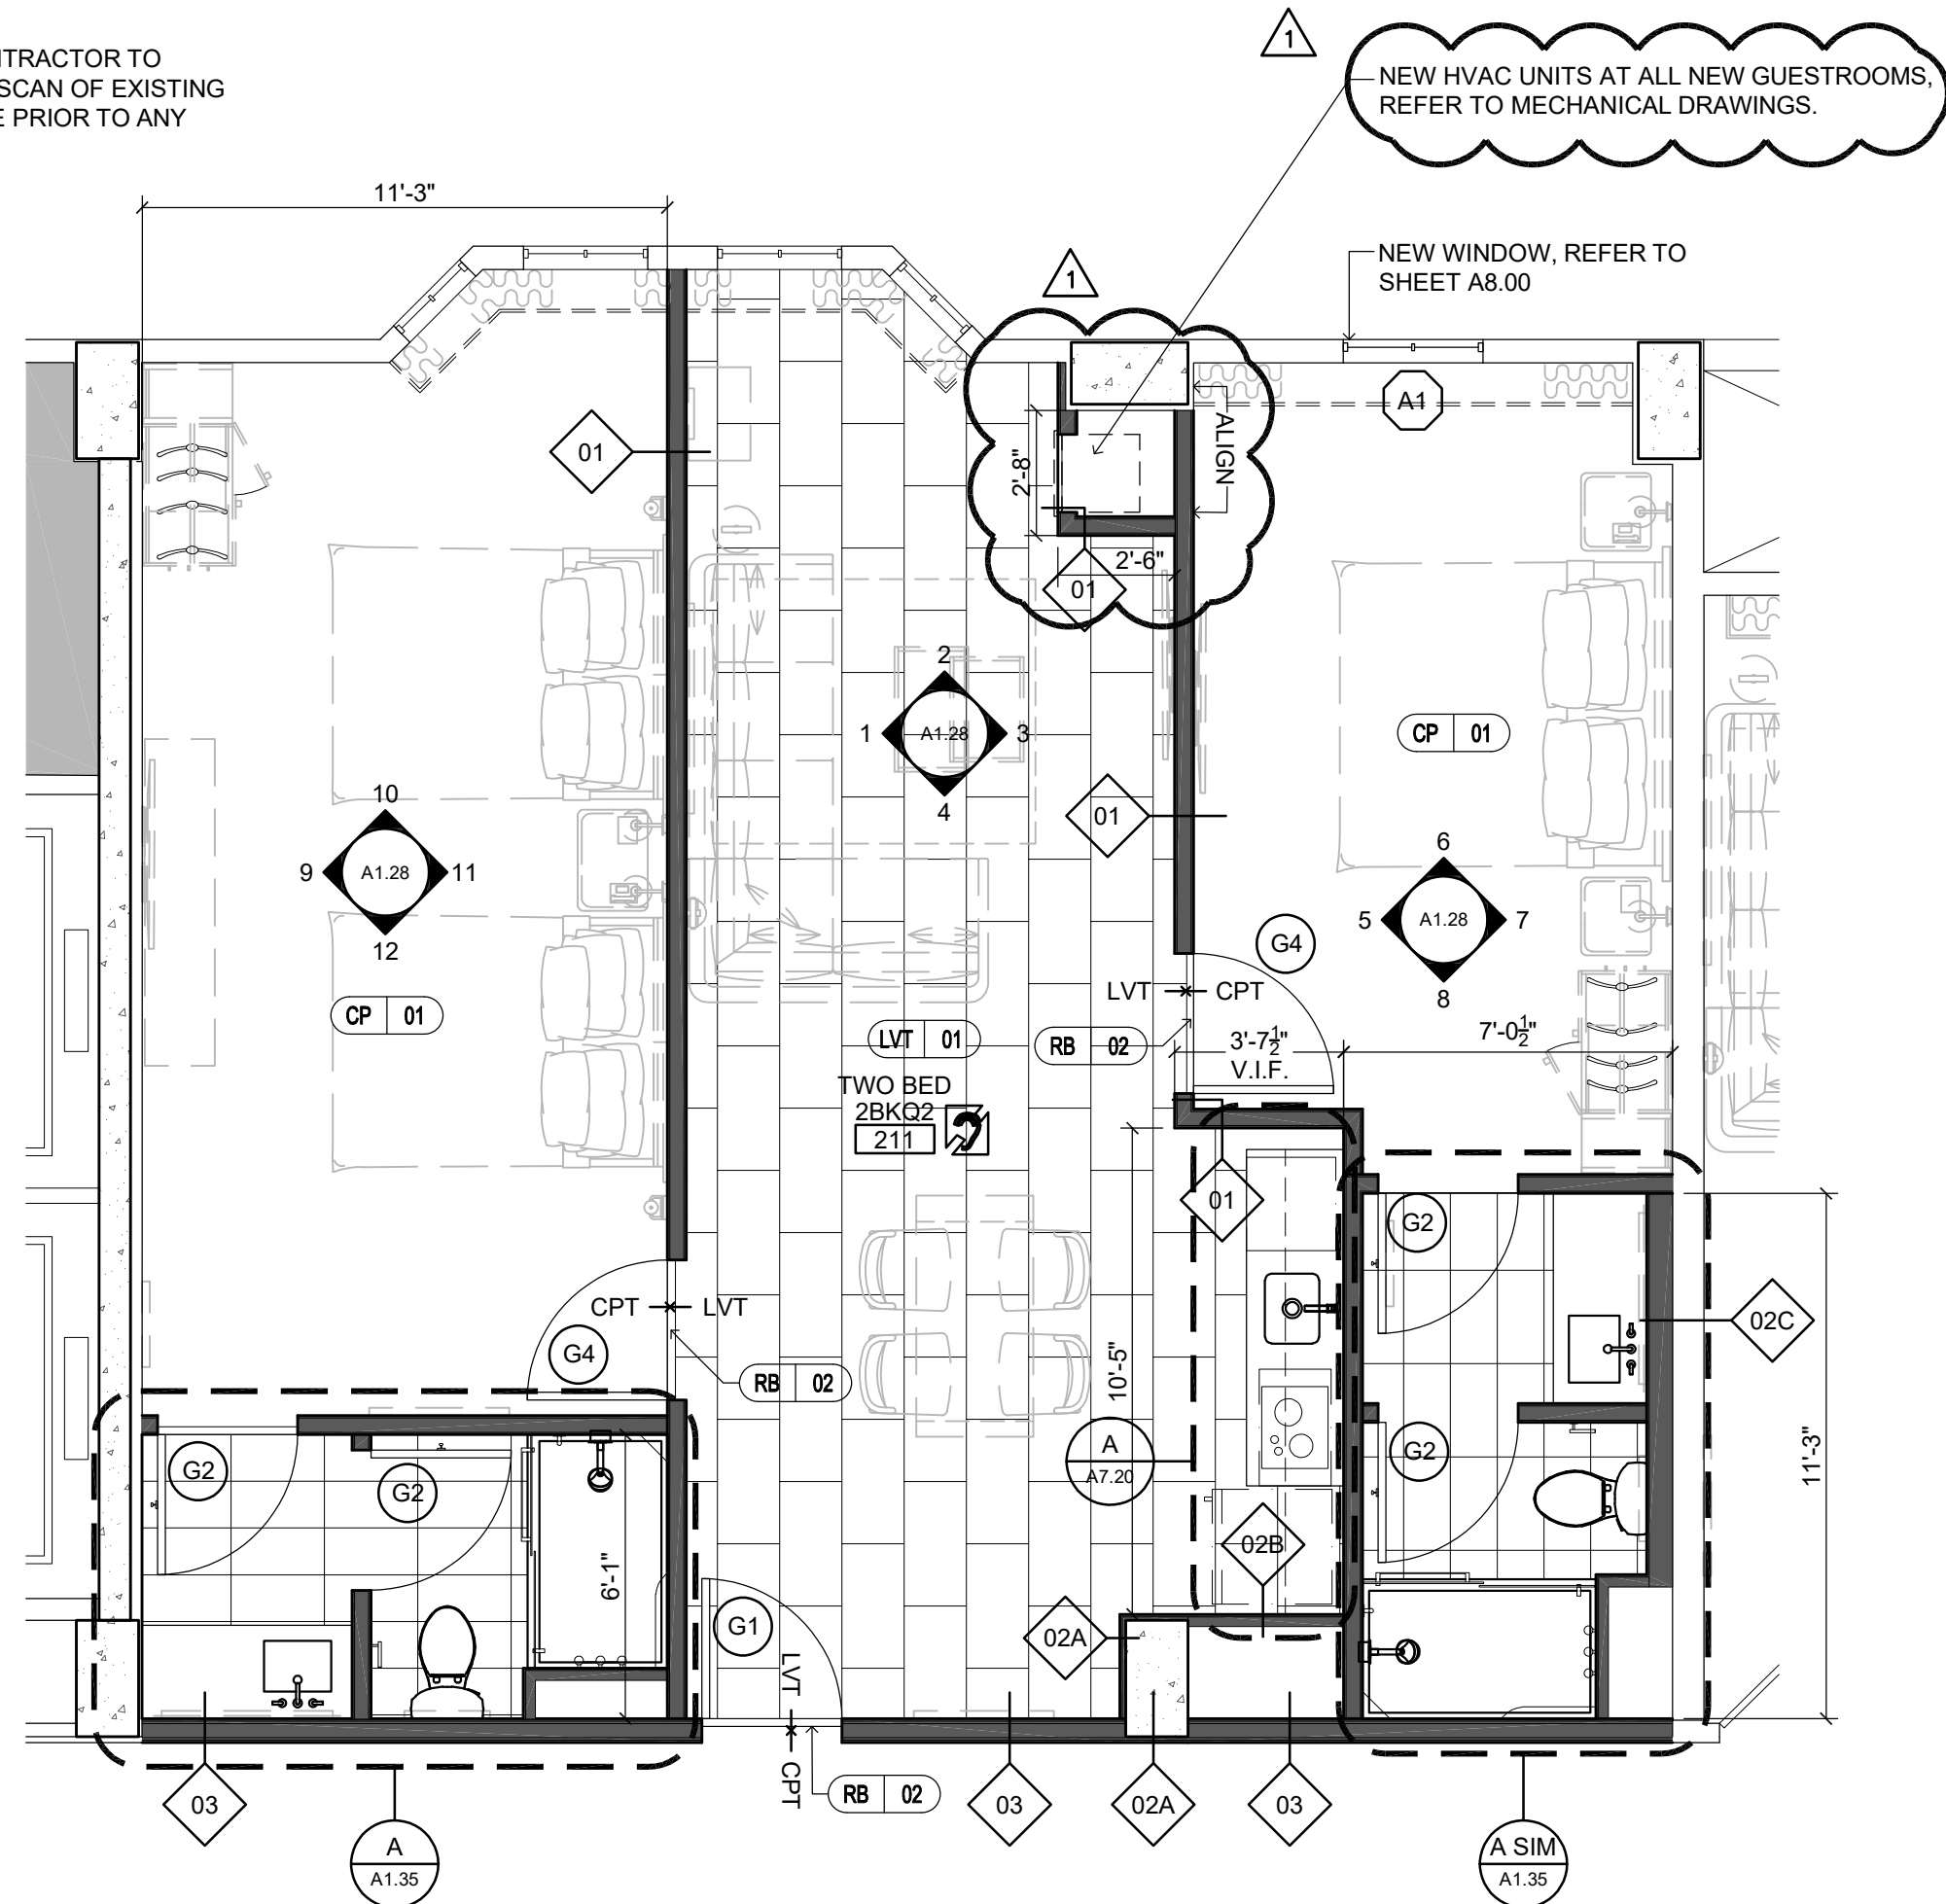 NTRACTOR TO
SCAN OF EXISTING
E PRIOR TO ANY
1
NEW HVAC UNITS AT ALL NEW GUESTROOMS,
REFER TO MECHANICAL DRAWINGS.
11'-3"
1
NEW WINDOW, REFER TO
SHEET A8.00
A1
01
ALIGN
2'-8"
2'-6"
01
2
1 A1.28 3
4
CP 01
01
10
9 A1.28 11
12
6
5 A1.28 7
8
G4
LVT CPT
CP 01
LVT 01
RB 02
3'-7½"
V.I.F.
7'-0½"
TWO BED
2BKQ2
211
01
G2
CPT LVT
G4
RB 02
02C
10'-5"
A
A7.20
G2
11'-3"
G2
G2
02B
6'-1"
G1
02A
LVT
CPT
RB 02
03
03
02A
03
A
A1.35
A SIM
A1.35